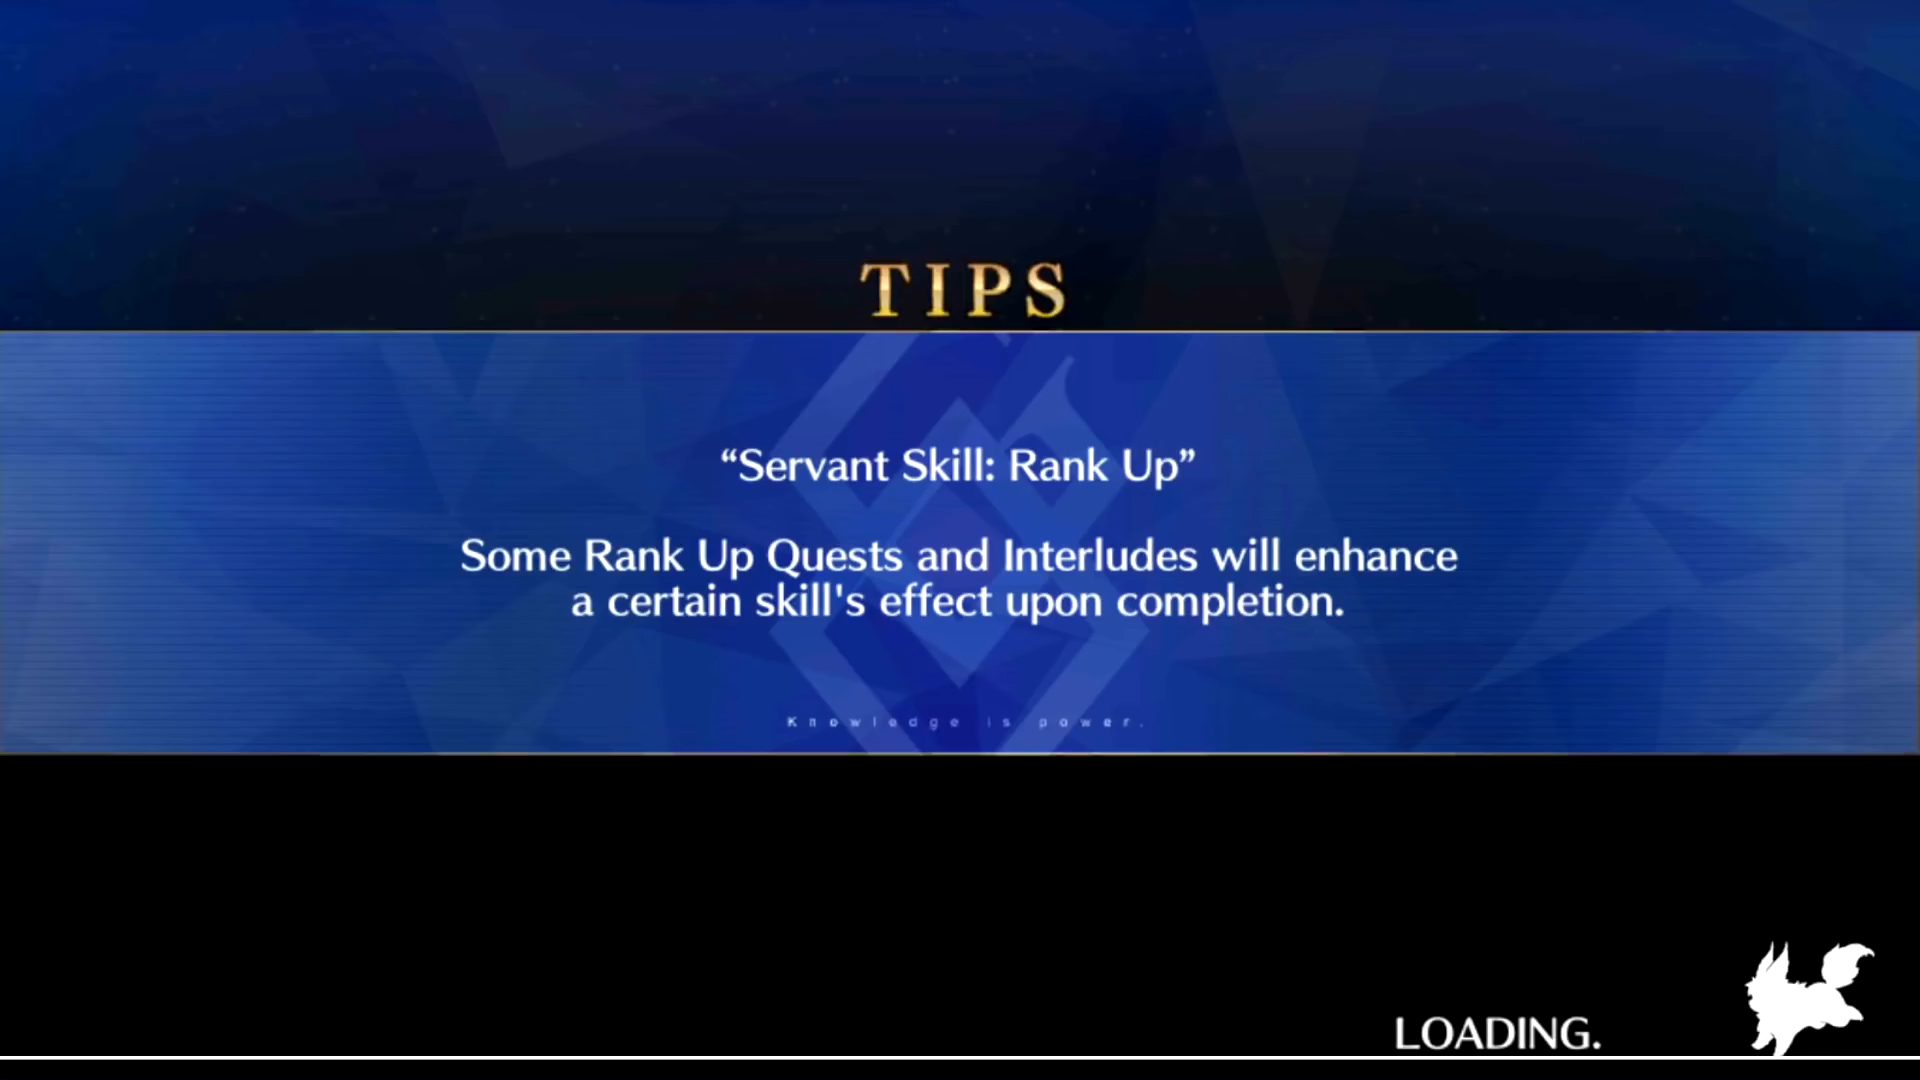 TIPS
“Servant Skill: Rank Up”
Some Rank Up Quests and Interludes will enhance
a certain skill's effect upon completion.
Knowledge is power.
LOADING.